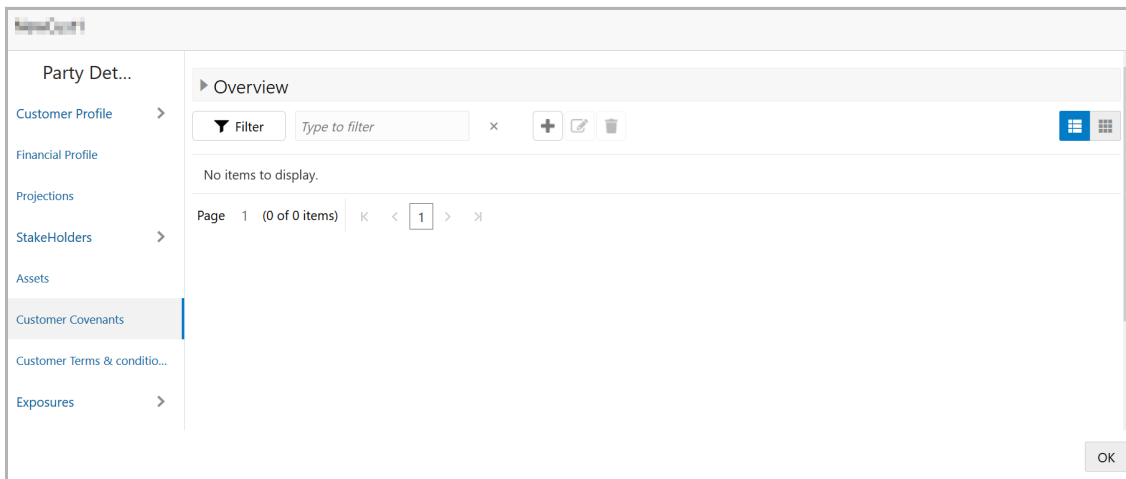 Party Det...
Customer Profile
Financial Profile
Projections
StakeHolders
Assets
Customer Covenants
Customer Terms & conditio...
Exposures
Overview
Filter Type to filter
No items to display.
Page 1 (0 of 0 items) 1
OK